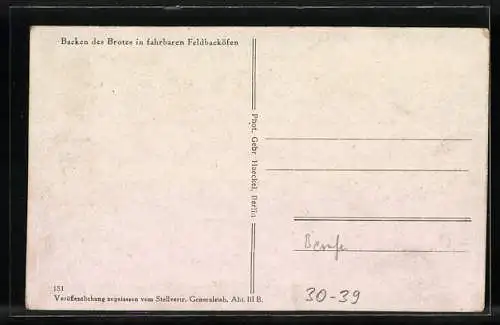 Backen des Brotes in fahrbaren Feldbacköfen
Phot. Gebr. Haeckel, Berlin
Berufe
151
Veröffentlichung zugelassen vom Stellvertr. Generalstab, Abt. III B.
30-39